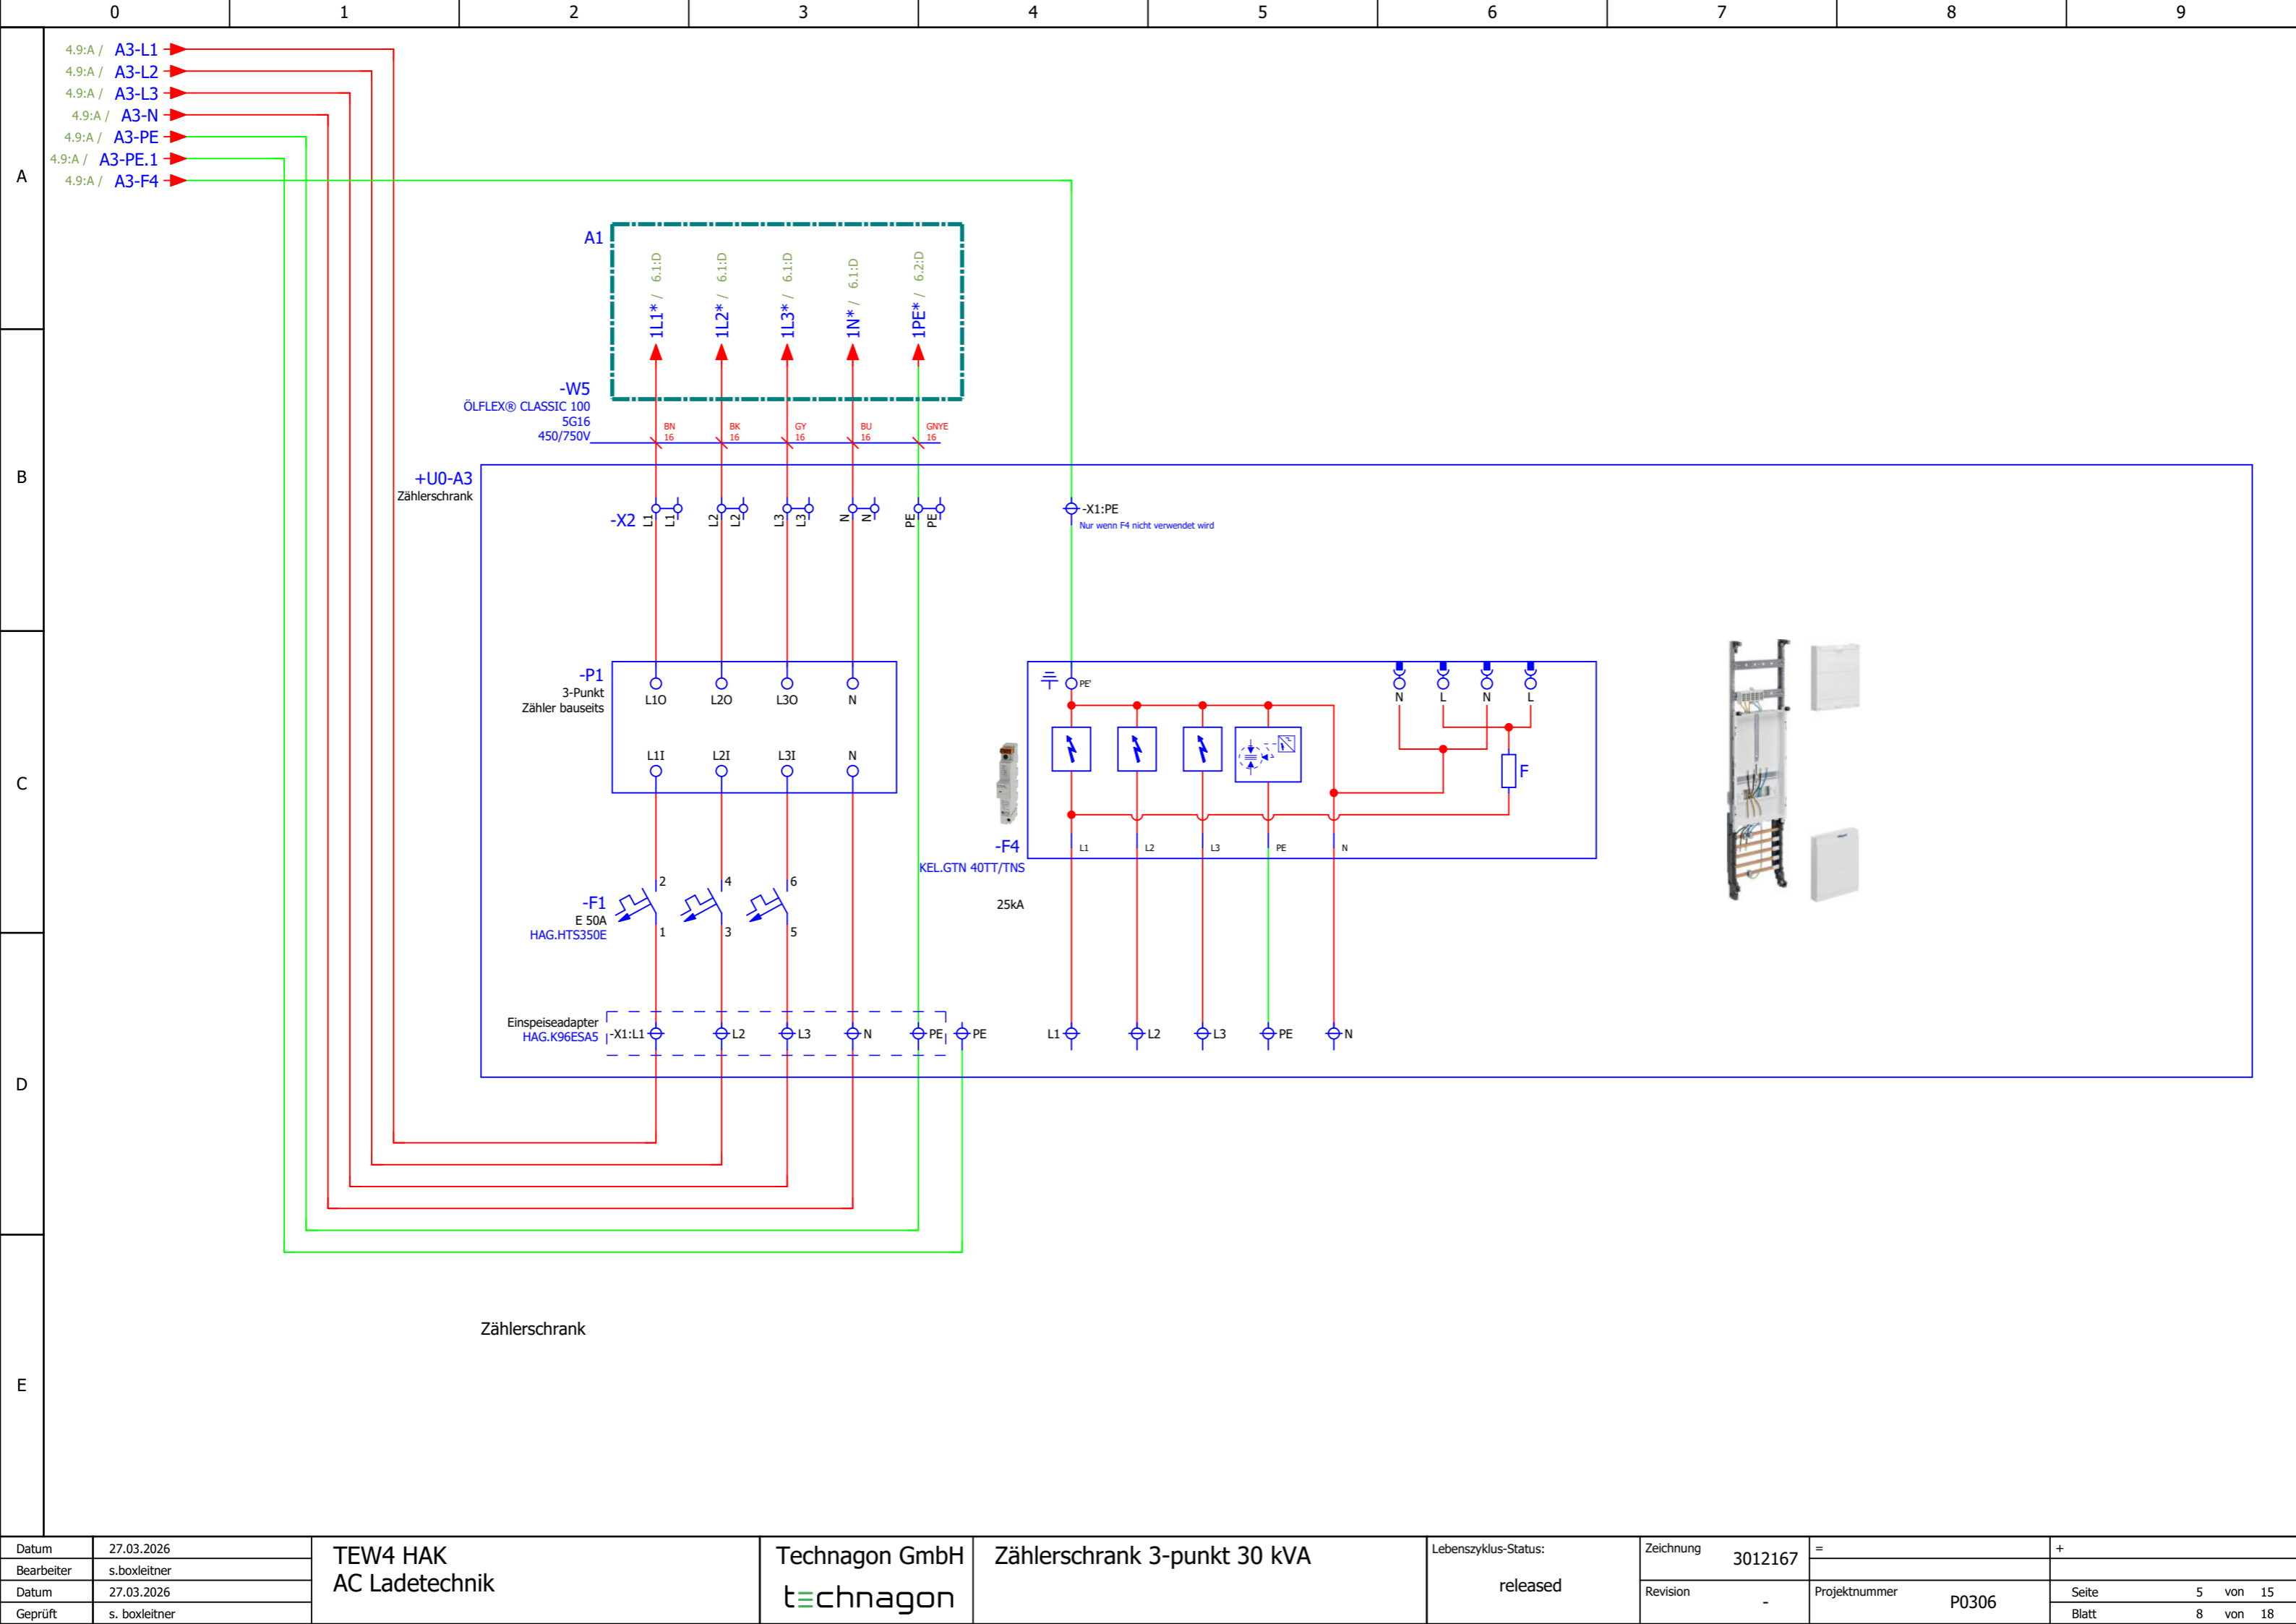 0 1 2 3 4 5 6 7 8 9
4.9:A / A3-L1
4.9:A / A3-L2
4.9:A / A3-L3
4.9:A / A3-N
4.9:A / A3-PE
4.9:A / A3-PE.1
4.9:A / A3-F4
A
B
C
D
E
A1
1L1* / 6.1:D
1L2* / 6.1:D
1L3* / 6.1:D
1N* / 6.1:D
1PE* / 6.2:D
-W5
ÖLFLEX® CLASSIC 100
5G16
450/750V
BN 16
BK 16
GY 16
BU 16
GNYE 16
+U0-A3
Zählerschrank
-X2
L1 L1 L2 L2 L3 L3 N N PE PE
-X1:PE
Nur wenn F4 nicht verwendet wird
-P1
3-Punkt
Zähler bauseits
L1O L2O L3O N
L1I L2I L3I N
PE'
N L N L
F
-F4
KEL.GTN 40TT/TNS
25kA
L1 L2 L3 PE N
-F1
E 50A
HAG.HTS350E
2 4 6
1 3 5
Einspeiseadapter
HAG.K96ESA5
-X1:L1 L2 L3 N PE PE
L1 L2 L3 PE N
Zählerschrank
Datum 27.03.2026
Bearbeiter s.boxleitner
Datum 27.03.2026
Geprüft s. boxleitner
TEW4 HAK
AC Ladetechnik
Technagon GmbH
technagon
Zählerschrank 3-punkt 30 kVA
Lebenszyklus-Status:
released
Zeichnung 3012167
Revision -
=
+
Projektnummer P0306
Seite 5 von 15
Blatt 8 von 18